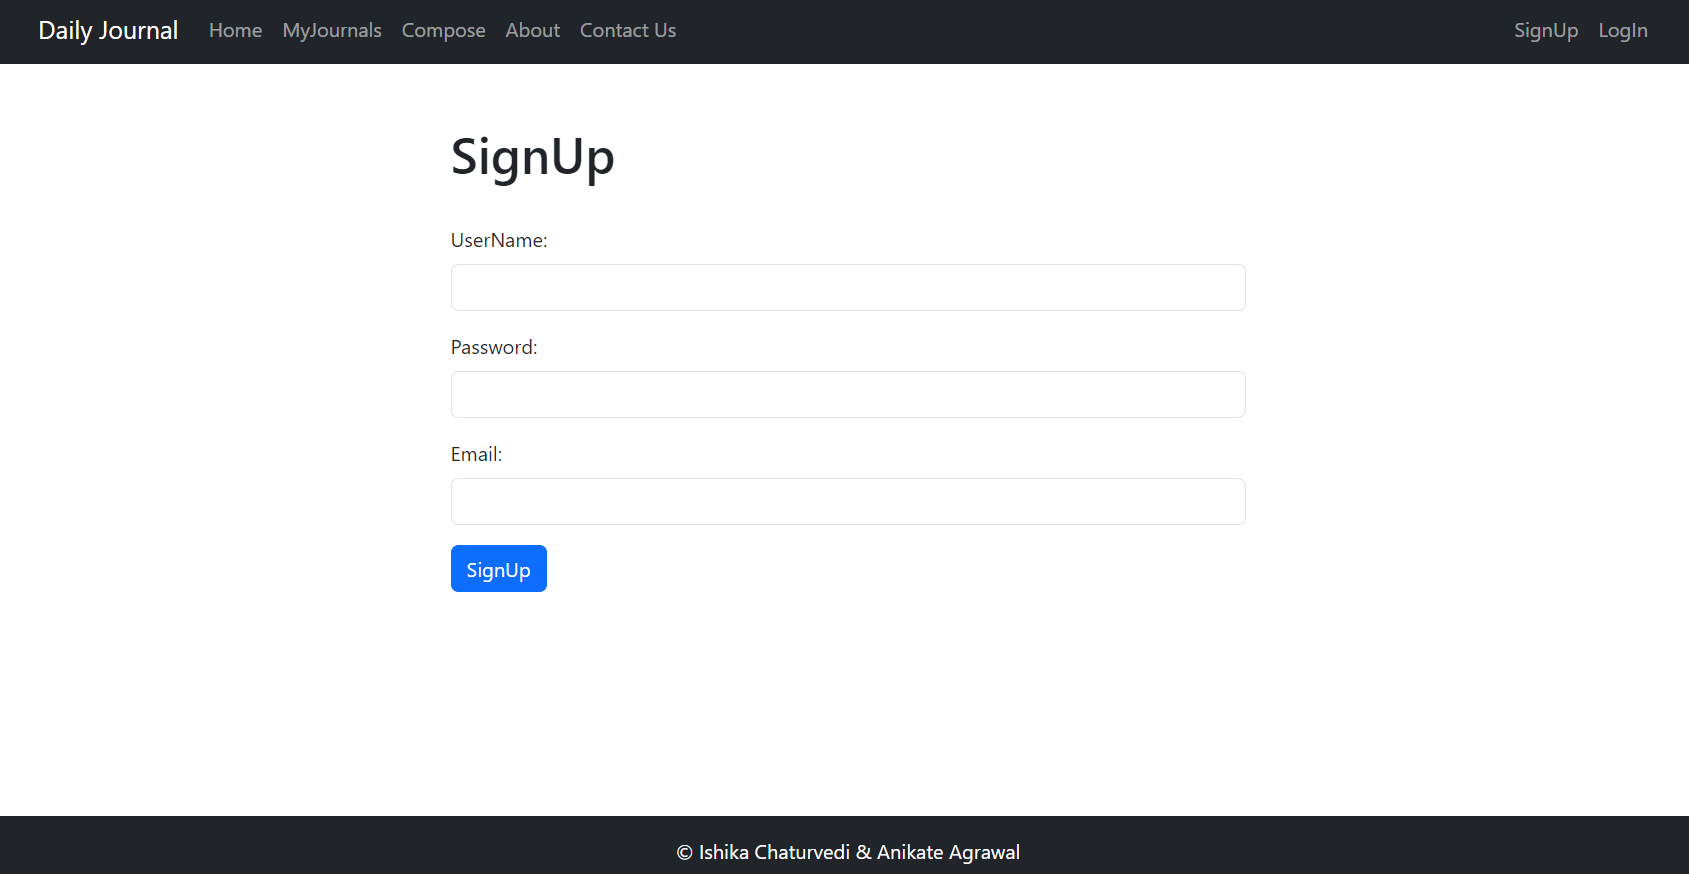 Daily Journal Home MyJournals Compose About Contact Us SignUp LogIn
SignUp
UserName:
Password:
Email:
SignUp
© Ishika Chaturvedi & Anikate Agrawal